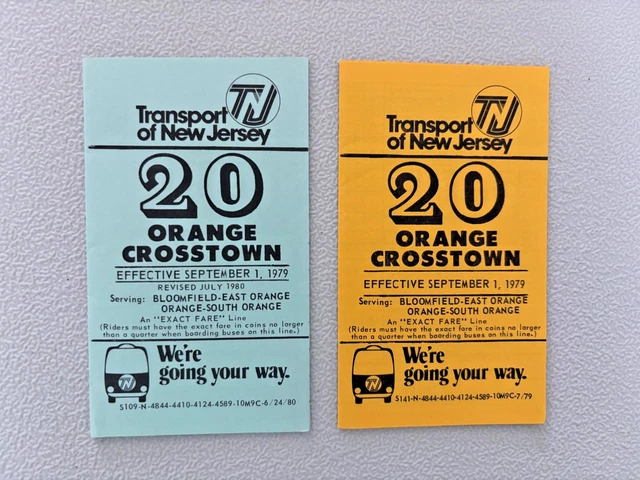 TNJ
Transport
of New Jersey
20
ORANGE
CROSSTOWN
EFFECTIVE SEPTEMBER 1, 1979
REVISED JULY 1980
Serving: BLOOMFIELD-EAST ORANGE
ORANGE-SOUTH ORANGE
An "EXACT FARE" Line
(Riders must have the exact fare in coins no larger
than a quarter when boarding buses on this line.)
TNJ
We're
going your way.
S109-N-4844-4410-4124-4589-10M9C-6/24/80
TNJ
Transport
of New Jersey
20
ORANGE
CROSSTOWN
EFFECTIVE SEPTEMBER 1, 1979
Serving: BLOOMFIELD-EAST ORANGE
ORANGE-SOUTH ORANGE
An "EXACT FARE" Line
(Riders must have the exact fare in coins no larger
than a quarter when boarding buses on this line.)
TNJ
We're
going your way.
S141-N-4844-4410-4124-4589-10M9C-7/79